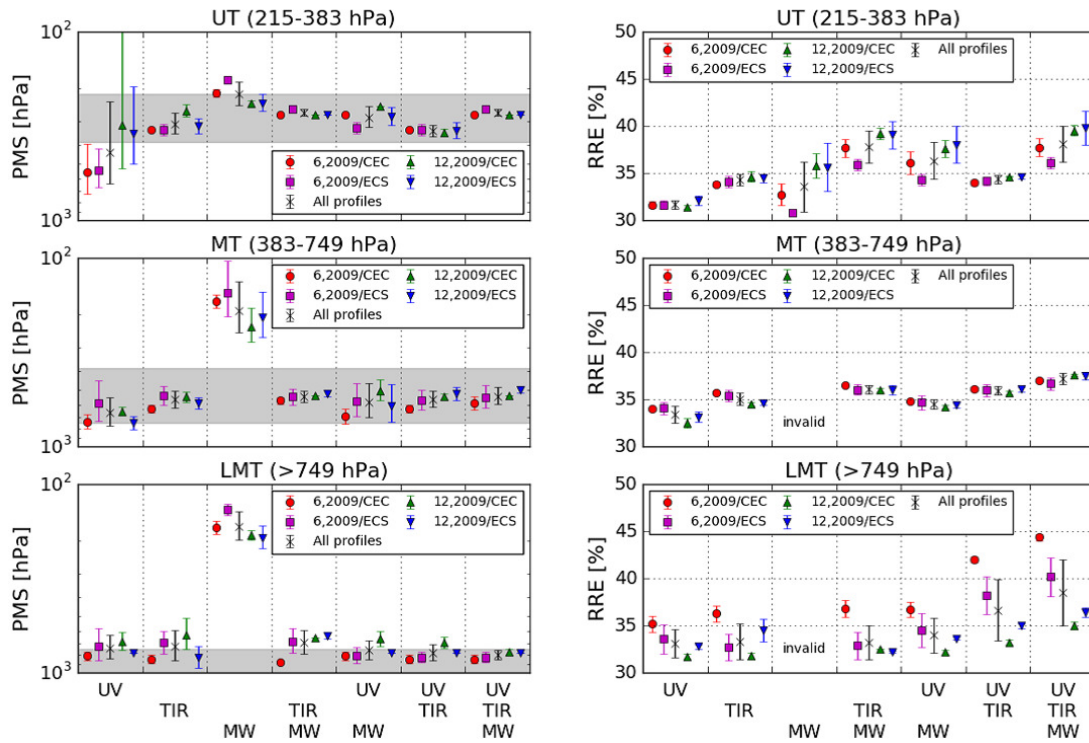 UT (215-383 hPa)
10²
PMS [hPa]
10³
6,2009/CEC 12,2009/CEC
6,2009/ECS 12,2009/ECS
All profiles
MT (383-749 hPa)
10²
PMS [hPa]
10³
6,2009/CEC 12,2009/CEC
6,2009/ECS 12,2009/ECS
All profiles
LMT (>749 hPa)
10²
PMS [hPa]
10³
6,2009/CEC 12,2009/CEC
6,2009/ECS 12,2009/ECS
All profiles
UV UV UV UV
TIR TIR TIR TIR
MW MW MW MW
UT (215-383 hPa)
50
45
40
35
30
RRE [%]
6,2009/CEC 12,2009/CEC All profiles
6,2009/ECS 12,2009/ECS
MT (383-749 hPa)
50
45
40
35
30
RRE [%]
6,2009/CEC 12,2009/CEC All profiles
6,2009/ECS 12,2009/ECS
invalid
LMT (>749 hPa)
50
45
40
35
30
RRE [%]
6,2009/CEC 12,2009/CEC All profiles
6,2009/ECS 12,2009/ECS
invalid
UV UV UV UV
TIR TIR TIR TIR
MW MW MW MW